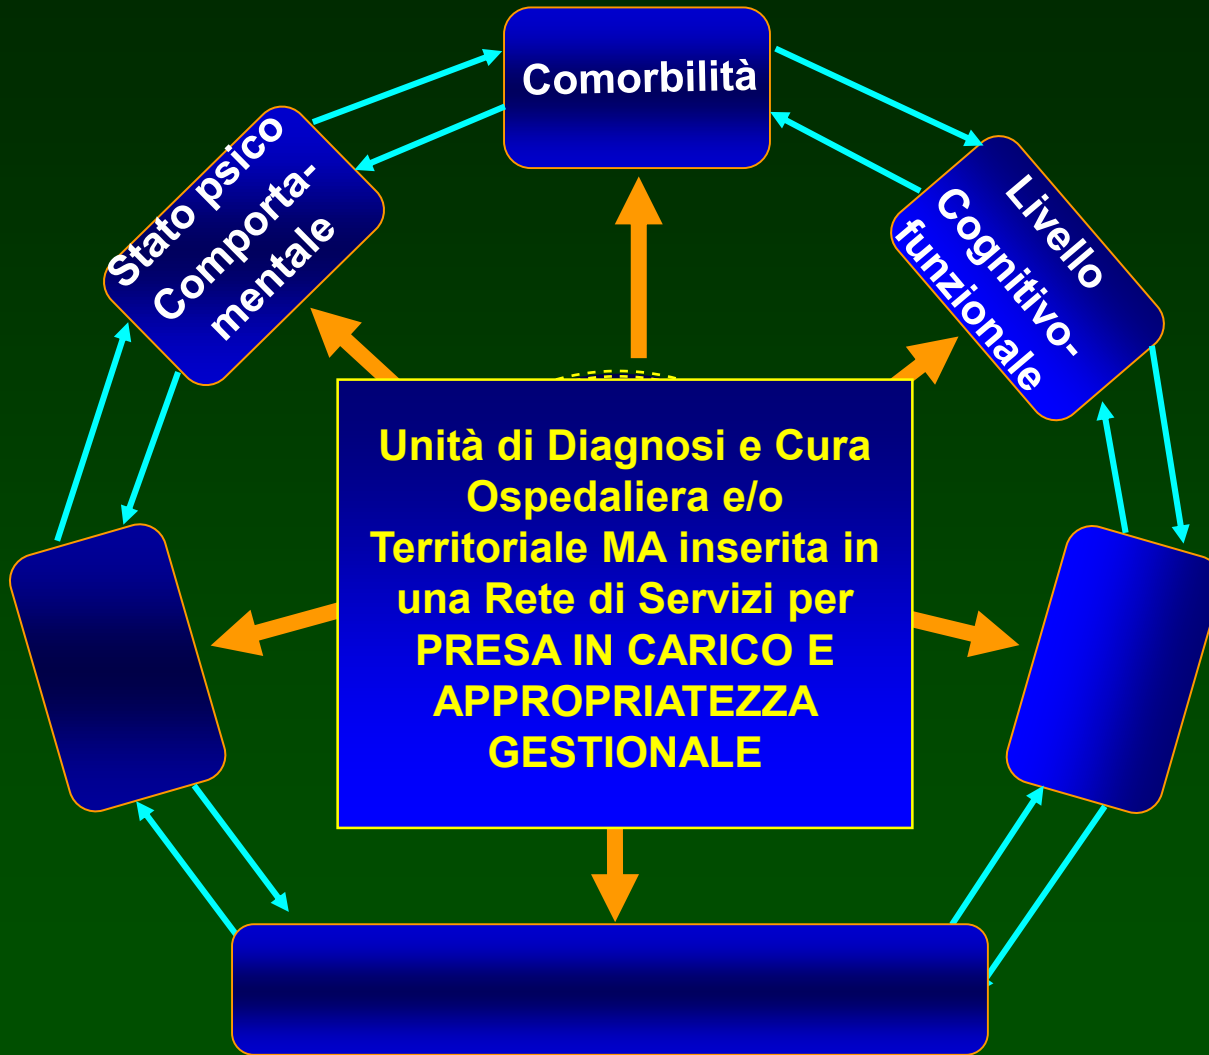 Comorbilità
Stato psico
Comporta-
mentale
Livello
Cognitivo-
funzionale
Unità di Diagnosi e Cura
Ospedaliera e/o
Territoriale MA inserita in
una Rete di Servizi per
PRESA IN CARICO E
APPROPRIATEZZA
GESTIONALE